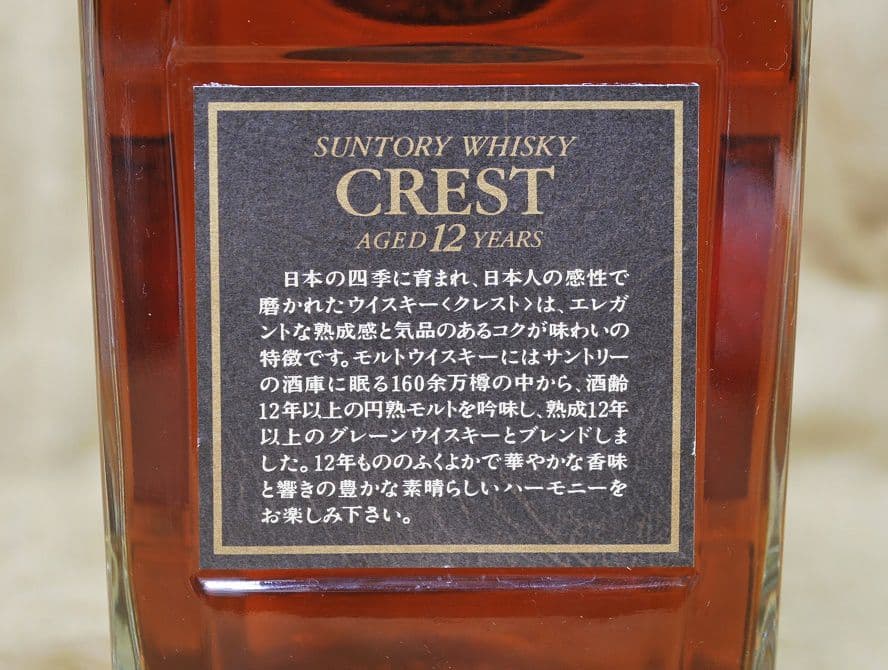 SUNTORY WHISKY
CREST
AGED 12 YEARS
日本の四季に育まれ、日本人の感性で
磨かれたウイスキー〈クレスト〉は、エレガ
ントな熟成感と気品のあるコクが味わいの
特徴です。モルトウイスキーにはサントリー
の酒庫に眠る160余万樽の中から、酒齢
12年以上の円熟モルトを吟味し、熟成12年
以上のグレーンウイスキーとブレンドしま
した。12年もののふくよかで華やかな香味
と響きの豊かな素晴らしいハーモニーを
お楽しみ下さい。